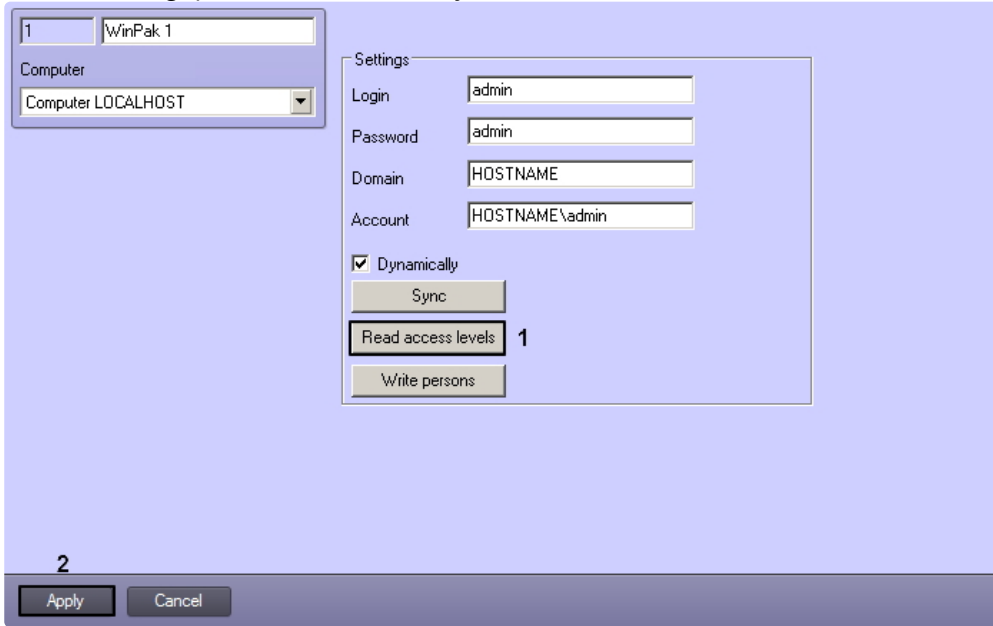 1 WinPak 1
Computer
Computer LOCALHOST
Settings
Login admin
Password admin
Domain HOSTNAME
Account HOSTNAME\admin
Dynamically
Sync
Read access levels 1
Write persons
2
Apply Cancel